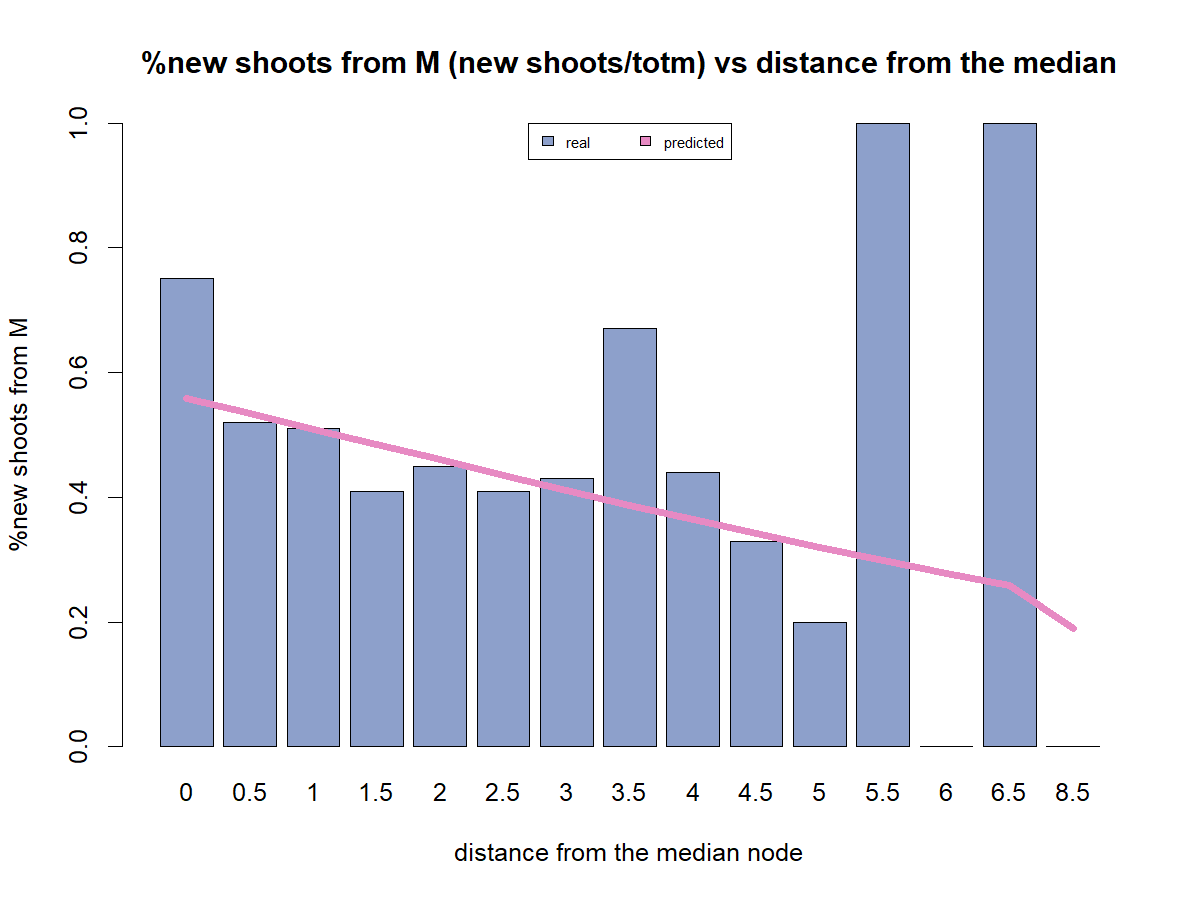 %new shoots from M (new shoots/totm) vs distance from the median
real predicted
%new shoots from M
1.0
0.8
0.6
0.4
0.2
0.0
0 0.5 1 1.5 2 2.5 3 3.5 4 4.5 5 5.5 6 6.5 8.5
distance from the median node